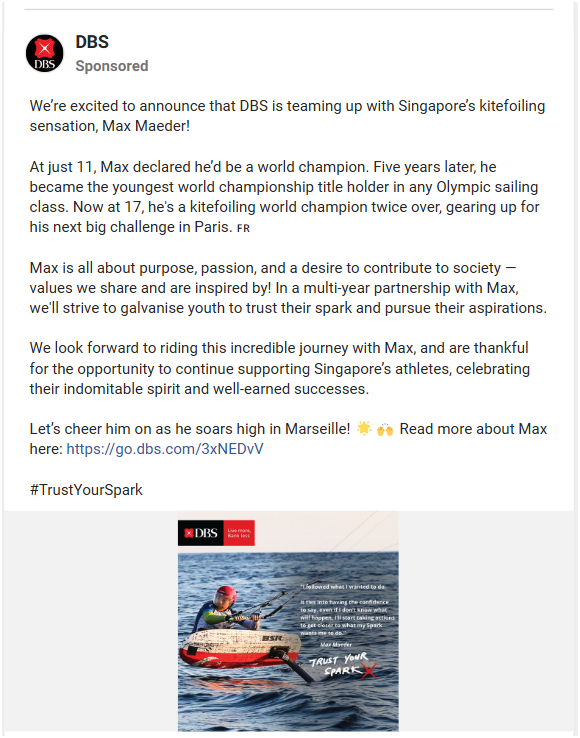 DBS
DBS
Sponsored
We’re excited to announce that DBS is teaming up with Singapore’s kitefoiling
sensation, Max Maeder!
At just 11, Max declared he’d be a world champion. Five years later, he
became the youngest world championship title holder in any Olympic sailing
class. Now at 17, he's a kitefoiling world champion twice over, gearing up for
his next big challenge in Paris. FR
Max is all about purpose, passion, and a desire to contribute to society —
values we share and are inspired by! In a multi-year partnership with Max,
we'll strive to galvanise youth to trust their spark and pursue their aspirations.
We look forward to riding this incredible journey with Max, and are thankful
for the opportunity to continue supporting Singapore’s athletes, celebrating
their indomitable spirit and well-earned successes.
Let’s cheer him on as he soars high in Marseille! 🌟 🙌 Read more about Max
here: https://go.dbs.com/3xNEDvV
#TrustYourSpark
DBS
Live more,
Bank less
"I followed what I wanted to do.
It ties into having the confidence
to say, even if I don't know what
will happen, I'll start taking actions
to get closer to what my Spark
wants me to do."
Max Maeder
TRUST YOUR
SPARK
BSR